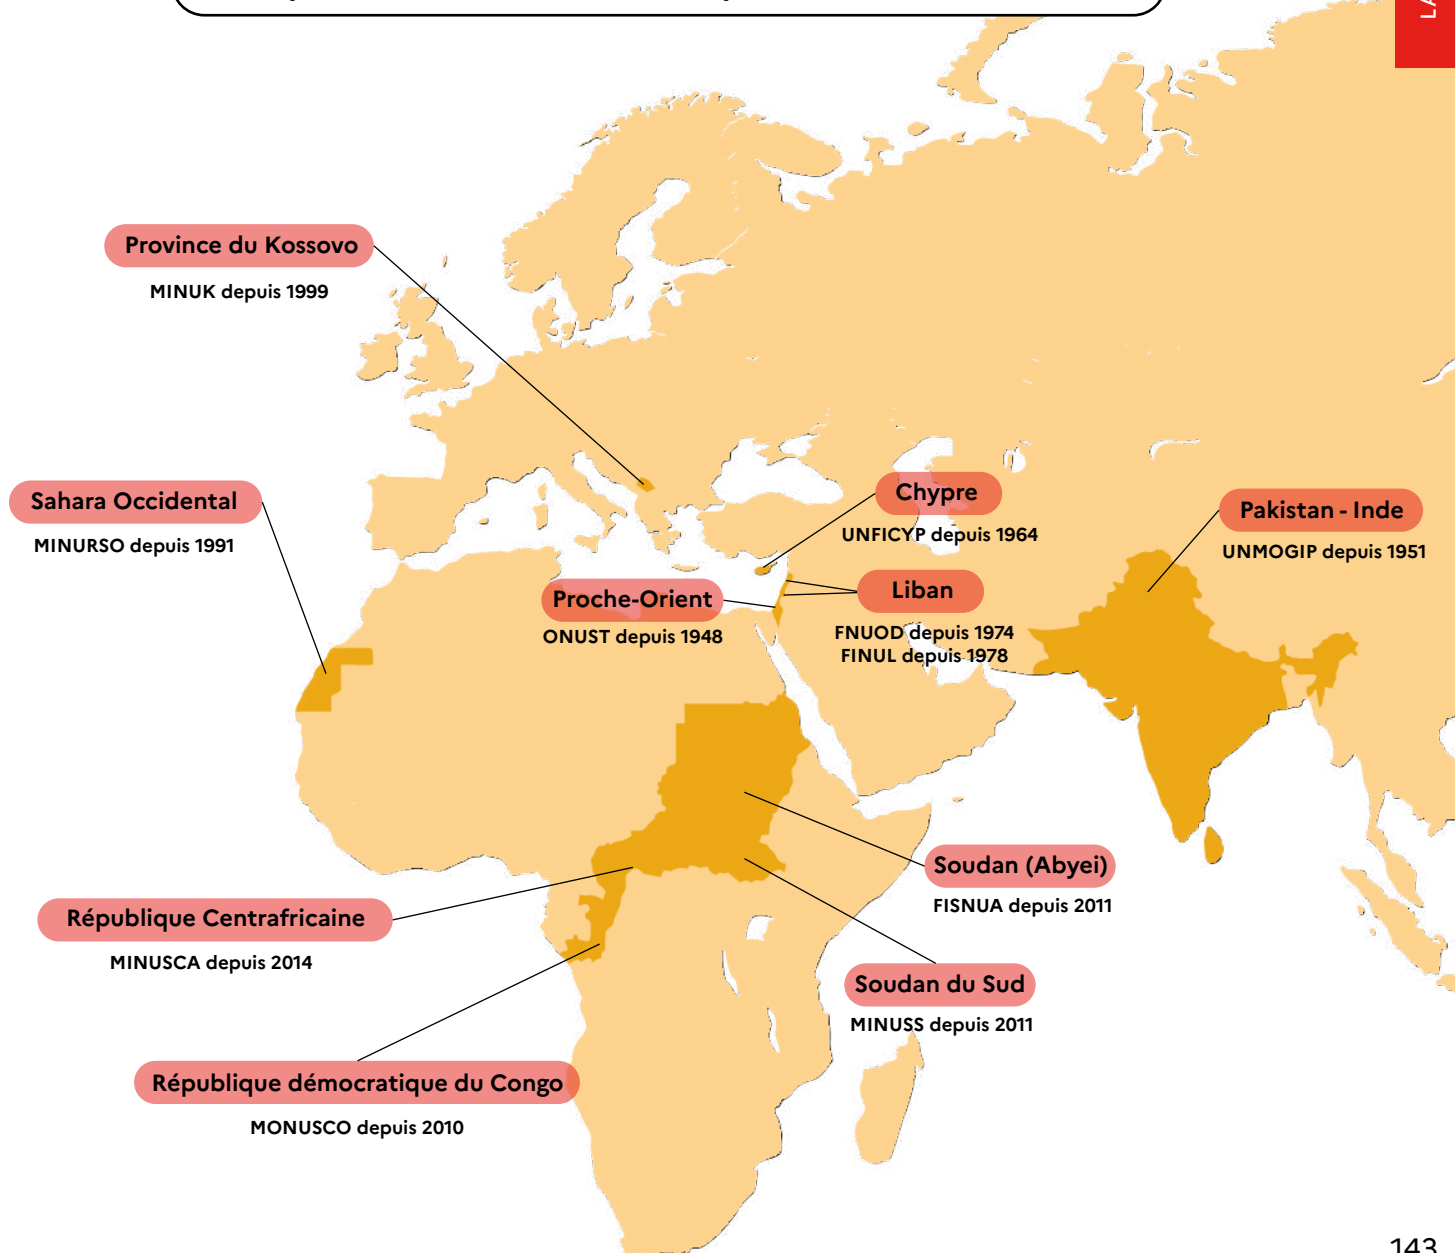 LA
Province du Kossovo
MINUK depuis 1999
Sahara Occidental
MINURSO depuis 1991
Chypre
UNFICYP depuis 1964
Pakistan - Inde
UNMOGIP depuis 1951
Proche-Orient
ONUST depuis 1948
Liban
FNUOD depuis 1974
FINUL depuis 1978
Soudan (Abyei)
FISNUA depuis 2011
République Centrafricaine
MINUSCA depuis 2014
Soudan du Sud
MINUSS depuis 2011
République démocratique du Congo
MONUSCO depuis 2010
143